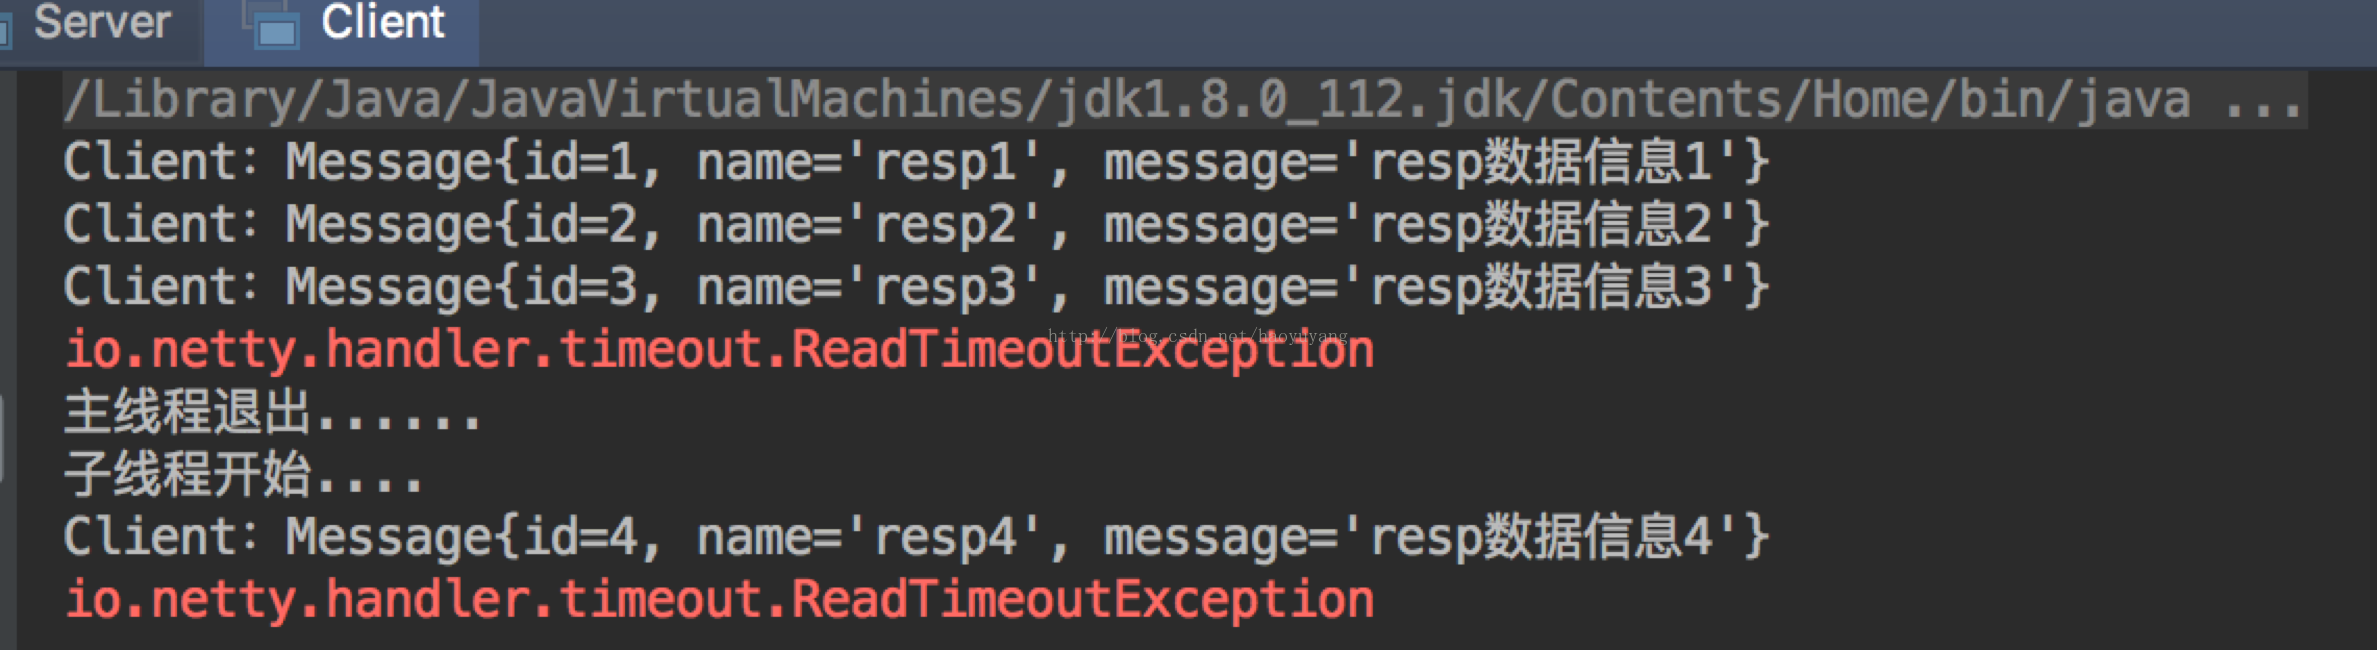 Server Client
/Library/Java/JavaVirtualMachines/jdk1.8.0_112.jdk/Contents/Home/bin/java ...
Client：Message{id=1, name='resp1', message='resp数据信息1'}
Client：Message{id=2, name='resp2', message='resp数据信息2'}
Client：Message{id=3, name='resp3', message='resp数据信息3'}
http://blog.csdn.net/haoyuyang
io.netty.handler.timeout.ReadTimeoutException
主线程退出......
子线程开始....
Client：Message{id=4, name='resp4', message='resp数据信息4'}
io.netty.handler.timeout.ReadTimeoutException